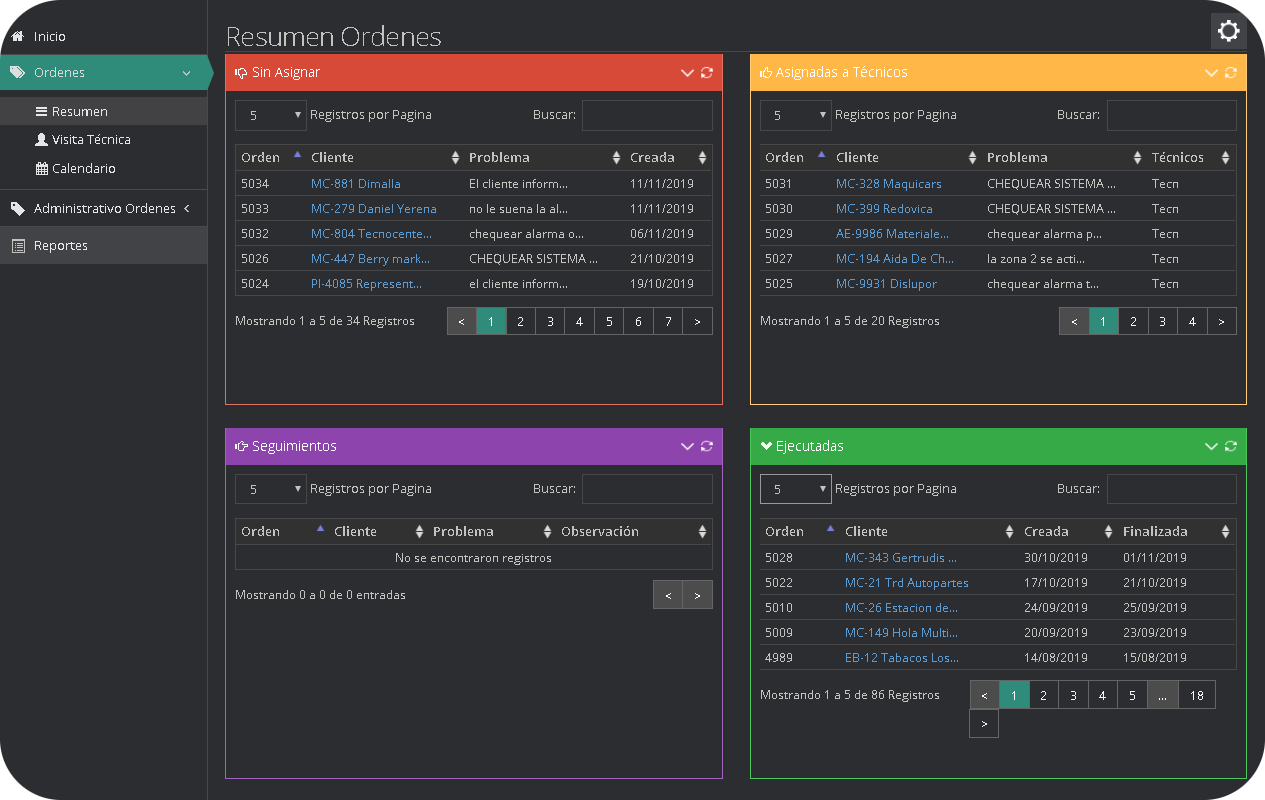 Inicio
Ordenes
Resumen
Visita Técnica
Calendario
Administrativo Ordenes
Reportes
Resumen Ordenes
Sin Asignar
5 Registros por Pagina Buscar:
Orden Cliente Problema Creada
5034 MC-881 Dimalla El cliente inform... 11/11/2019
5033 MC-279 Daniel Yerena no le suena la al... 11/11/2019
5032 MC-804 Tecnocente... chequear alarma o... 06/11/2019
5026 MC-447 Berry mark... CHEQUEAR SISTEMA ... 21/10/2019
5024 PI-4085 Represent... el cliente inform... 19/10/2019
Mostrando 1 a 5 de 34 Registros < 1 2 3 4 5 6 7 >
Asignadas a Técnicos
5 Registros por Pagina Buscar:
Orden Cliente Problema Técnicos
5031 MC-328 Maquicars CHEQUEAR SISTEMA ... Tecn
5030 MC-399 Redovica CHEQUEAR SISTEMA ... Tecn
5029 AE-9986 Materiale... chequear alarma p... Tecn
5027 MC-194 Aida De Ch... la zona 2 se acti... Tecn
5025 MC-9931 Dislupor chequear alarma t... Tecn
Mostrando 1 a 5 de 20 Registros < 1 2 3 4 >
Seguimientos
5 Registros por Pagina Buscar:
Orden Cliente Problema Observación
No se encontraron registros
Mostrando 0 a 0 de 0 entradas < >
Ejecutadas
5 Registros por Pagina Buscar:
Orden Cliente Creada Finalizada
5028 MC-343 Gertrudis ... 30/10/2019 01/11/2019
5022 MC-21 Trd Autopartes 17/10/2019 21/10/2019
5010 MC-26 Estacion de... 24/09/2019 25/09/2019
5009 MC-149 Hola Multi... 20/09/2019 23/09/2019
4989 EB-12 Tabacos Los... 14/08/2019 15/08/2019
Mostrando 1 a 5 de 86 Registros < 1 2 3 4 5 ... 18
>